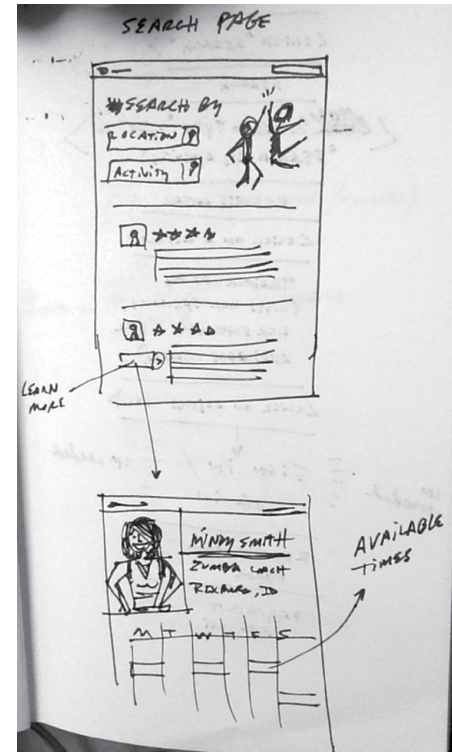 SEARCH PAGE
SEARCH BY
LOCATION
ACTIVITY
LEARN
MORE
MINDY SMITH
ZUMBA COACH
REXBURG, ID
AVAILABLE
TIMES
M T W T F S